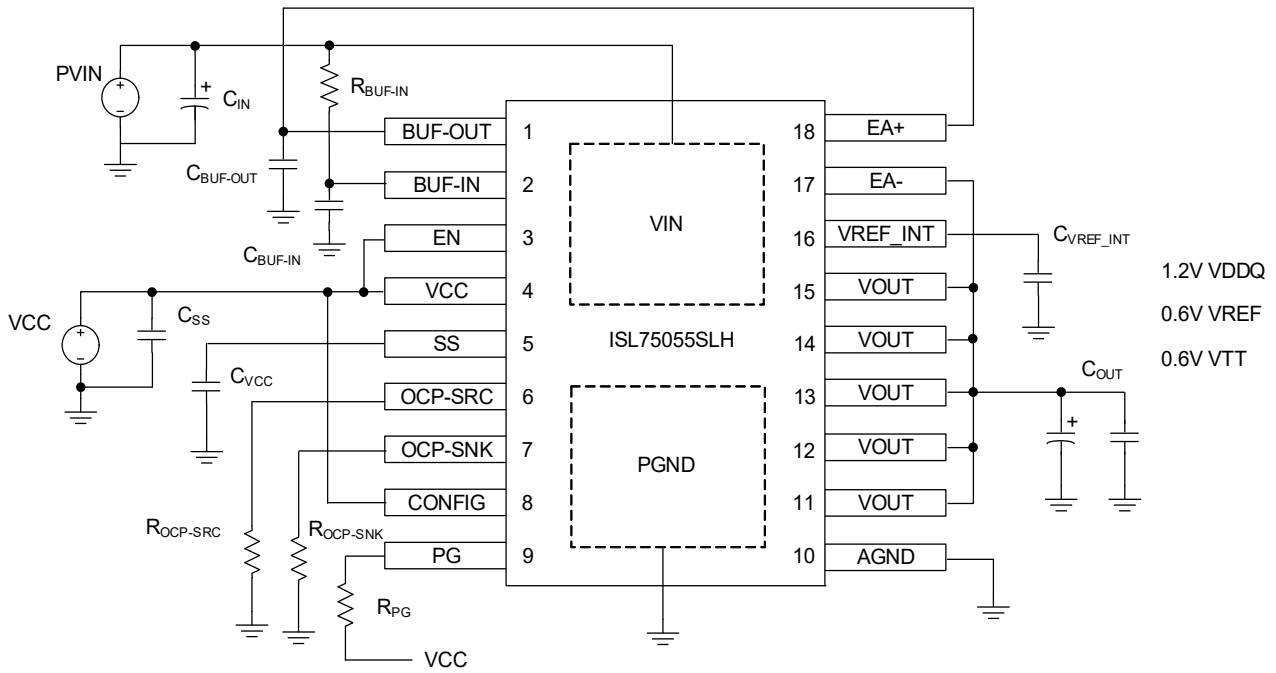 PVIN
+
-
+
C_IN
R_BUF-IN
C_BUF-OUT
C_BUF-IN
VCC
+
-
C_SS
C_VCC
R_OCP-SRC
R_OCP-SNK
R_PG
VCC
BUF-OUT 1
BUF-IN 2
EN 3
VCC 4
SS 5
OCP-SRC 6
OCP-SNK 7
CONFIG 8
PG 9
VIN
ISL75055SLH
PGND
18 EA+
17 EA-
16 VREF_INT
15 VOUT
14 VOUT
13 VOUT
12 VOUT
11 VOUT
10 AGND
C_VREF_INT
C_OUT
+
1.2V VDDQ
0.6V VREF
0.6V VTT